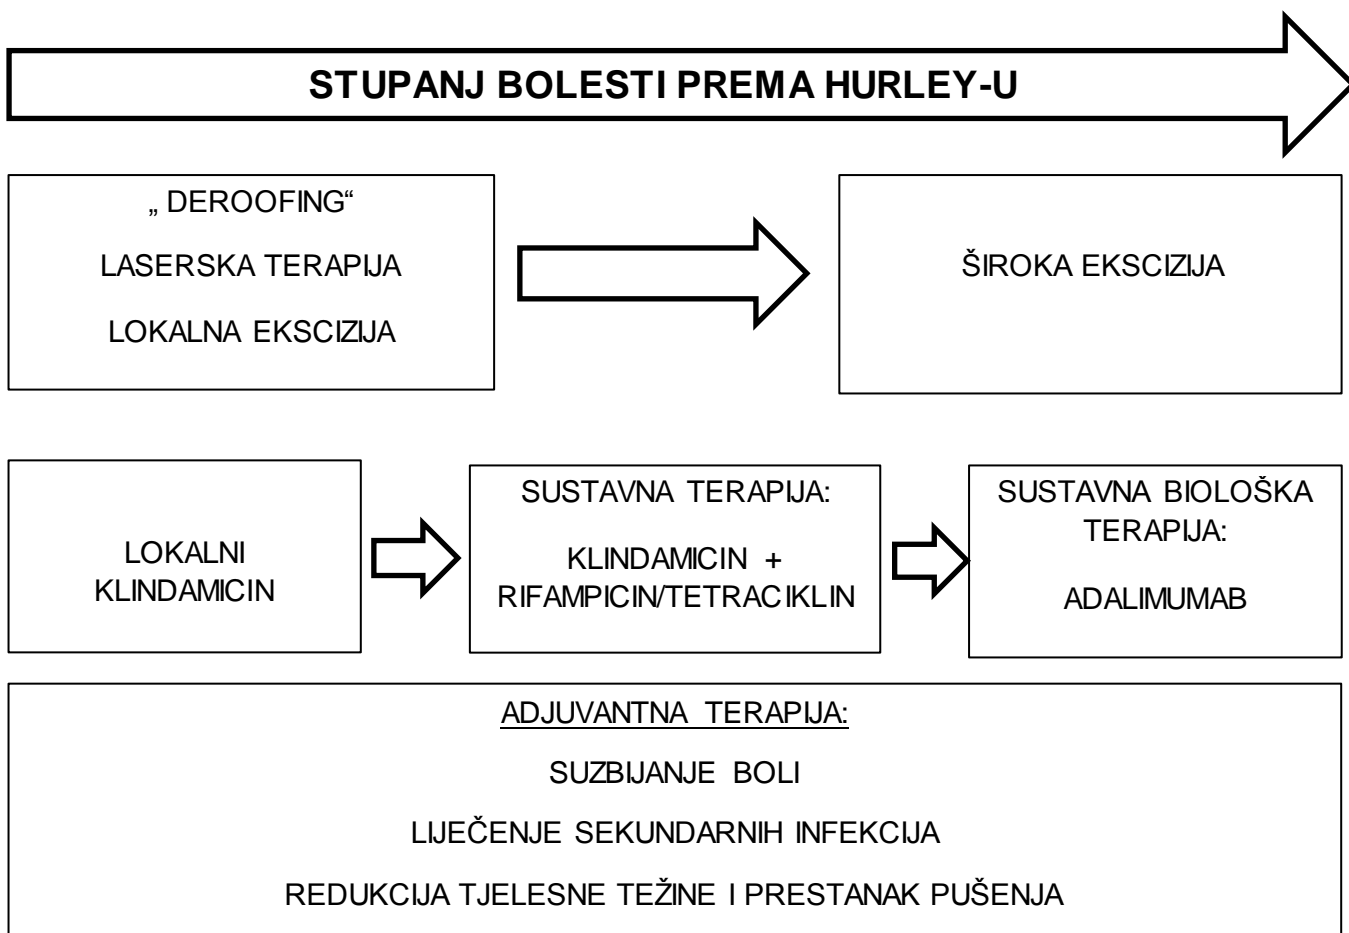 STUPANJ BOLESTI PREMA HURLEY-U
„ DEROOFING“
LASERSKA TERAPIJA
LOKALNA EKSCIZIJA
ŠIROKA EKSCIZIJA
LOKALNI
KLINDAMICIN
SUSTAVNA TERAPIJA:
KLINDAMICIN +
RIFAMPICIN/TETRACIKLIN
SUSTAVNA BIOLOŠKA
TERAPIJA:
ADALIMUMAB
ADJUVANTNA TERAPIJA:
SUZBIJANJE BOLI
LIJEČENJE SEKUNDARNIH INFEKCIJA
REDUKCIJA TJELESNE TEŽINE I PRESTANAK PUŠENJA